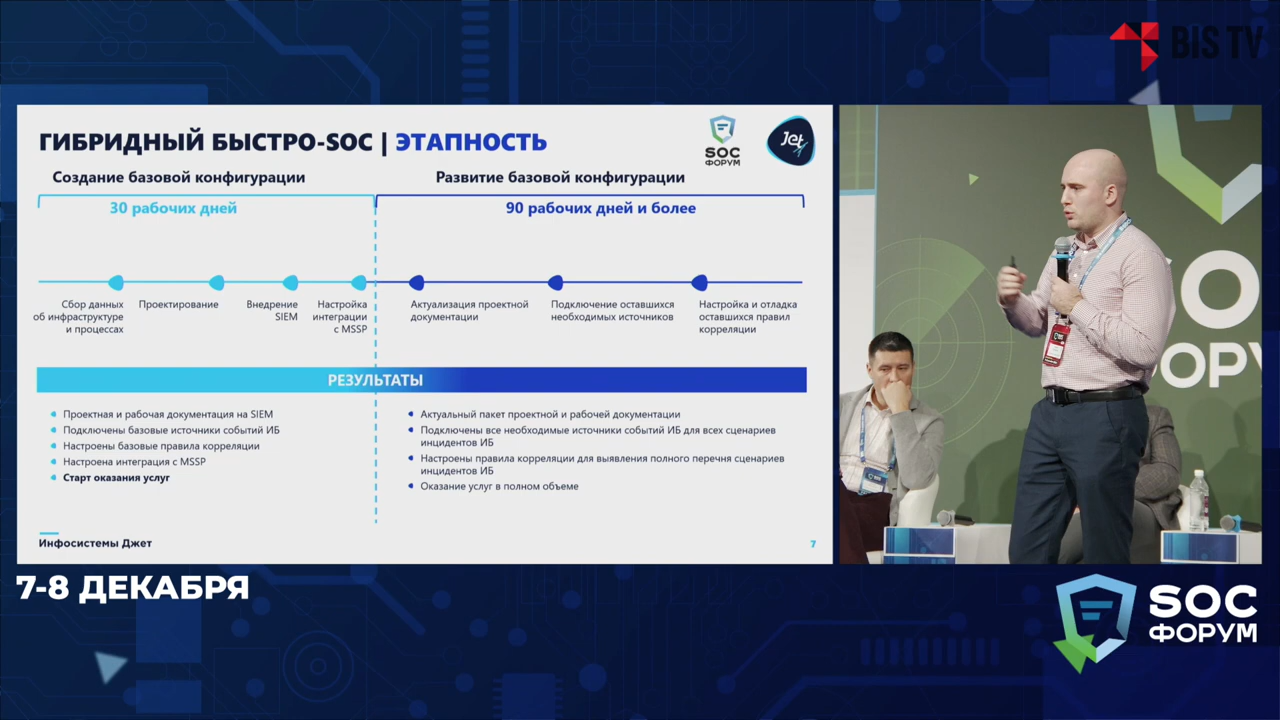 BIS TV
ГИБРИДНЫЙ БЫСТРО-SOC | ЭТАПНОСТЬ
SOC
ФОРУМ
Jet
Создание базовой конфигурации
Развитие базовой конфигурации
30 рабочих дней
90 рабочих дней и более
Сбор данных
об инфраструктуре
и процессах
Проектирование
Внедрение
SIEM
Настройка
интеграции
с MSSP
Актуализация проектной
документации
Подключение оставшихся
необходимых источников
Настройка и отладка
оставшихся правил
корреляции
РЕЗУЛЬТАТЫ
Проектная и рабочая документация на SIEM
Подключены базовые источники событий ИБ
Настроены базовые правила корреляции
Настроена интеграция с MSSP
Старт оказания услуг
Актуальный пакет проектной и рабочей документации
Подключены все необходимые источники событий ИБ для всех сценариев
инцидентов ИБ
Настроены правила корреляции для выявления полного перечня сценариев
инцидентов ИБ
Оказание услуг в полном объеме
Инфосистемы Джет
7
7-8 ДЕКАБРЯ
SOC
ФОРУМ